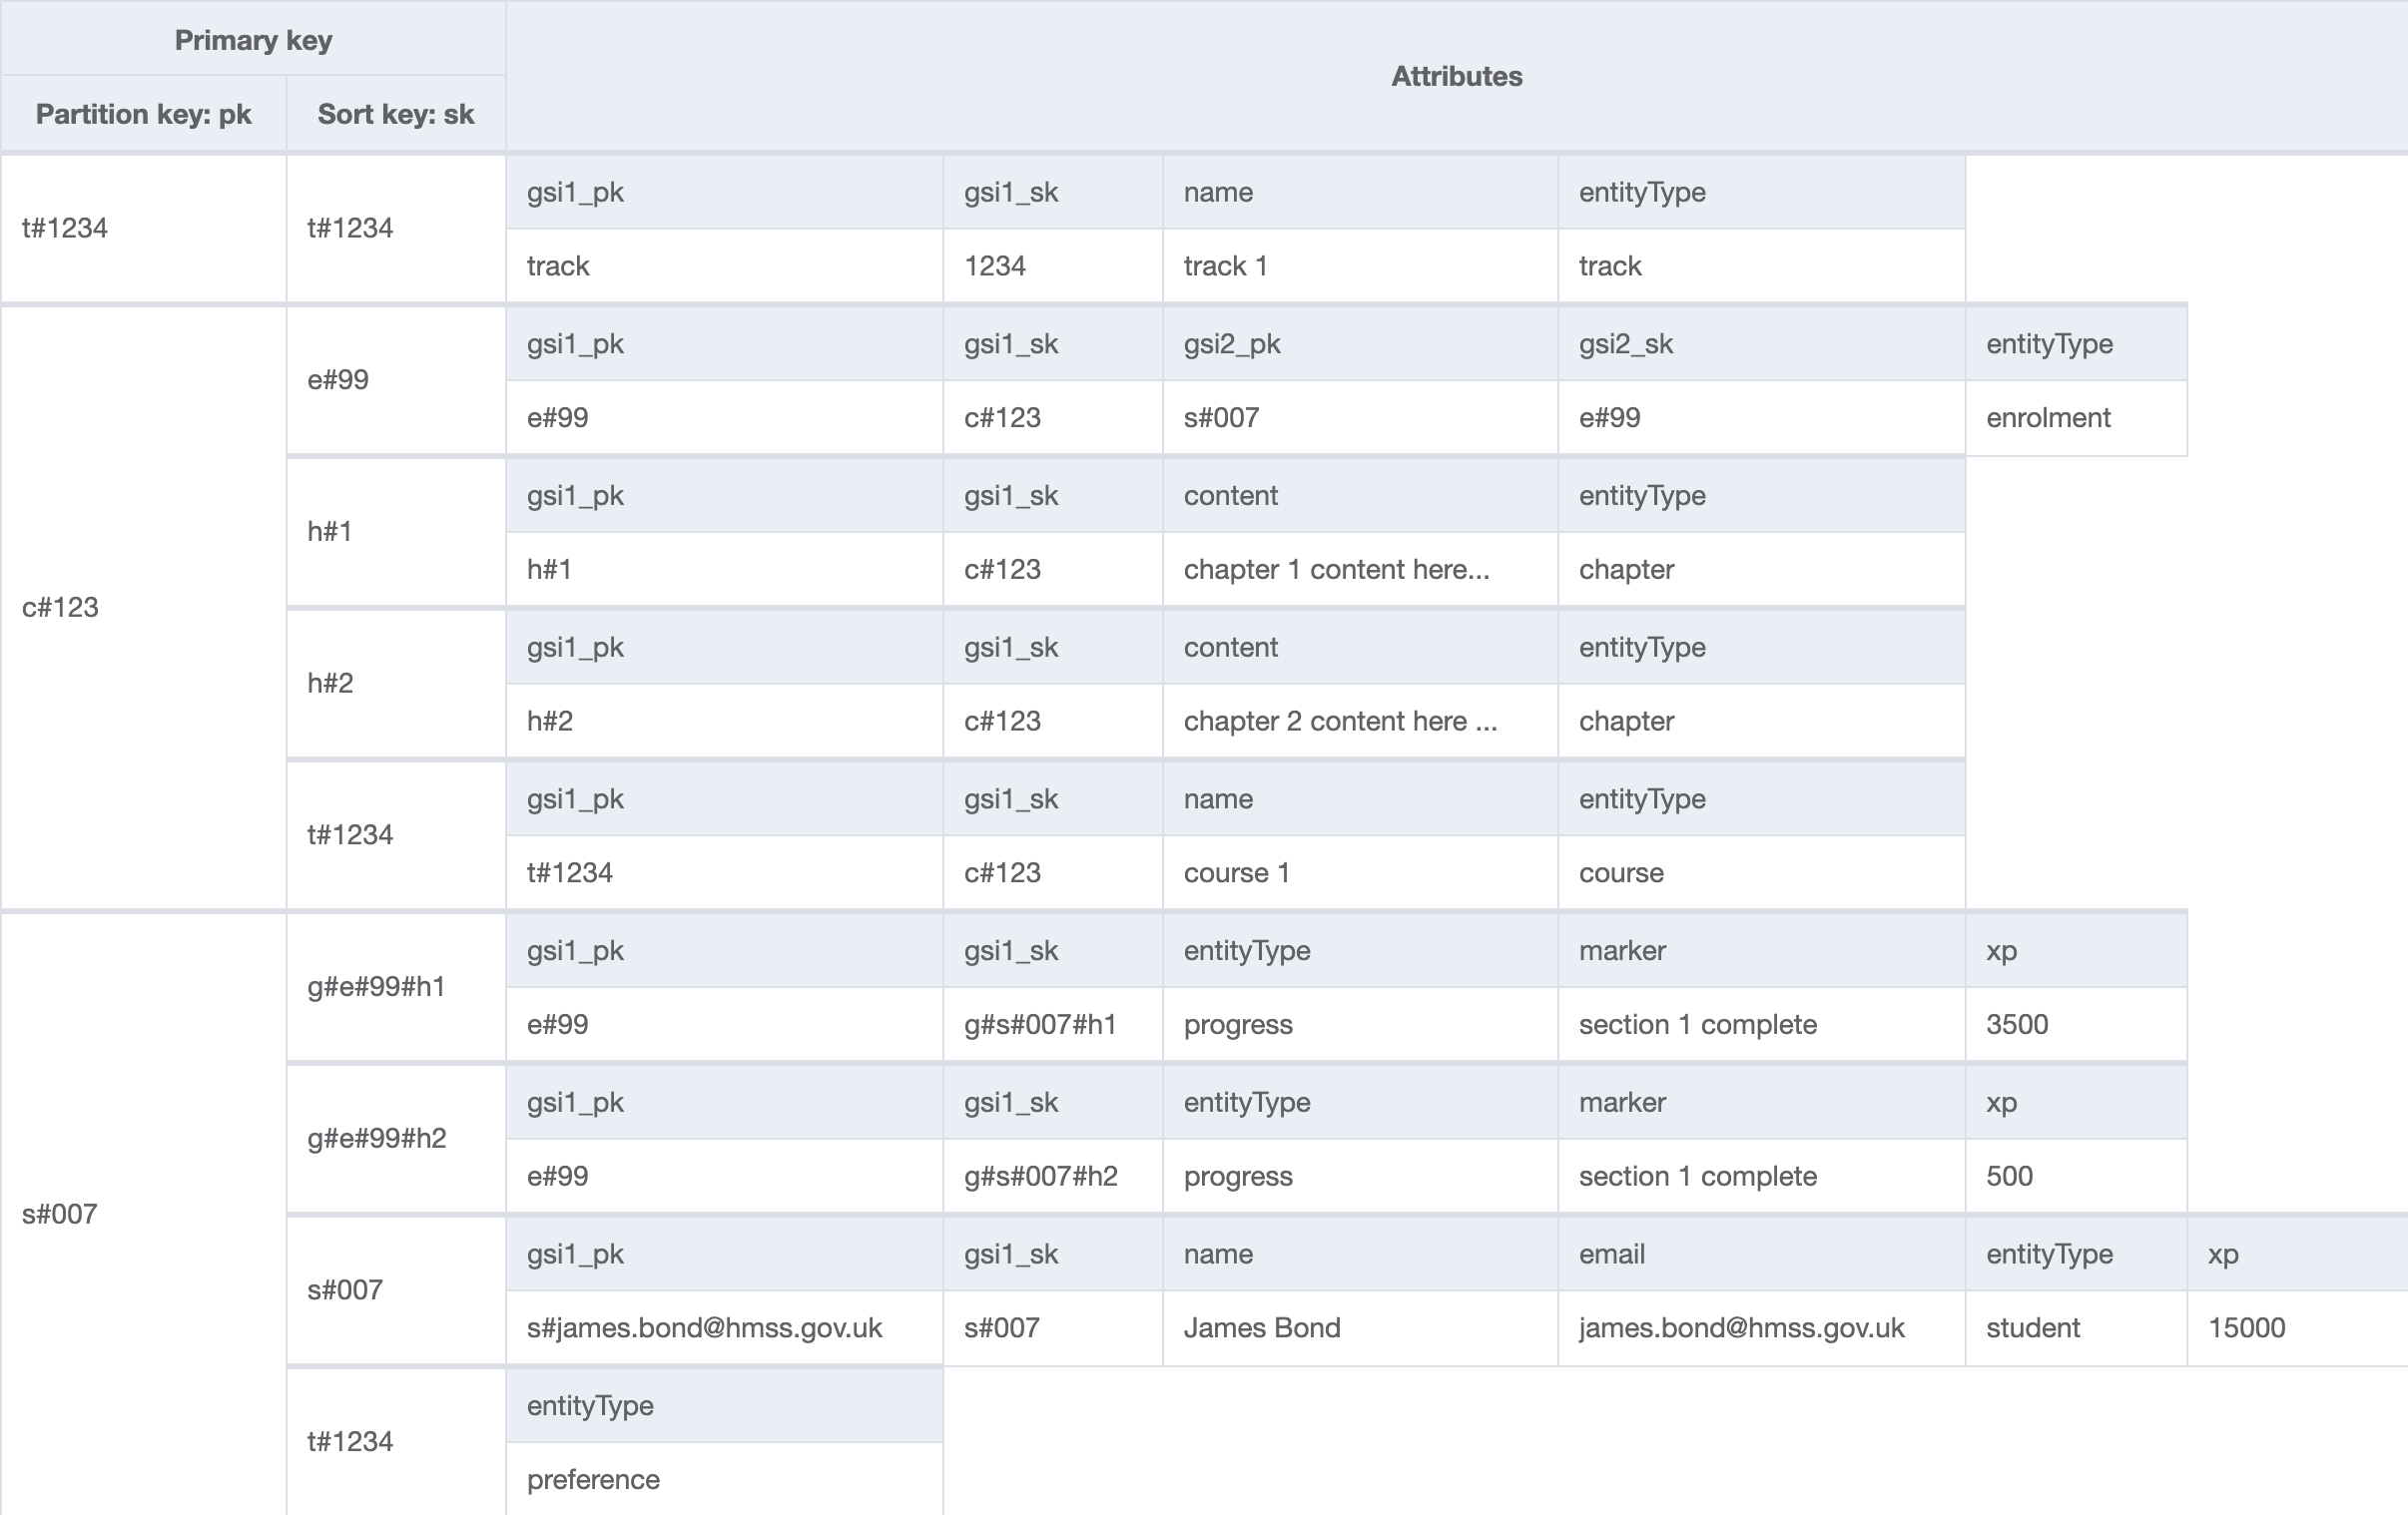 Primary key
Attributes
Partition key: pk Sort key: sk
t#1234 t#1234
gsi1_pk gsi1_sk name entityType
track 1234 track 1 track
c#123
e#99
gsi1_pk gsi1_sk gsi2_pk gsi2_sk entityType
e#99 c#123 s#007 e#99 enrolment
h#1
gsi1_pk gsi1_sk content entityType
h#1 c#123 chapter 1 content here... chapter
h#2
gsi1_pk gsi1_sk content entityType
h#2 c#123 chapter 2 content here ... chapter
t#1234
gsi1_pk gsi1_sk name entityType
t#1234 c#123 course 1 course
s#007
g#e#99#h1
gsi1_pk gsi1_sk entityType marker xp
e#99 g#s#007#h1 progress section 1 complete 3500
g#e#99#h2
gsi1_pk gsi1_sk entityType marker xp
e#99 g#s#007#h2 progress section 1 complete 500
s#007
gsi1_pk gsi1_sk name email entityType xp
s#james.bond@hmss.gov.uk s#007 James Bond james.bond@hmss.gov.uk student 15000
t#1234
entityType
preference